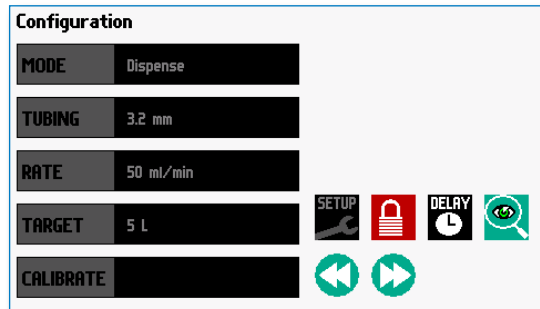 Configuration
MODE Dispense
TUBING 3.2 mm
RATE 50 ml/min
TARGET 5 L
SETUP DELAY
CALIBRATE